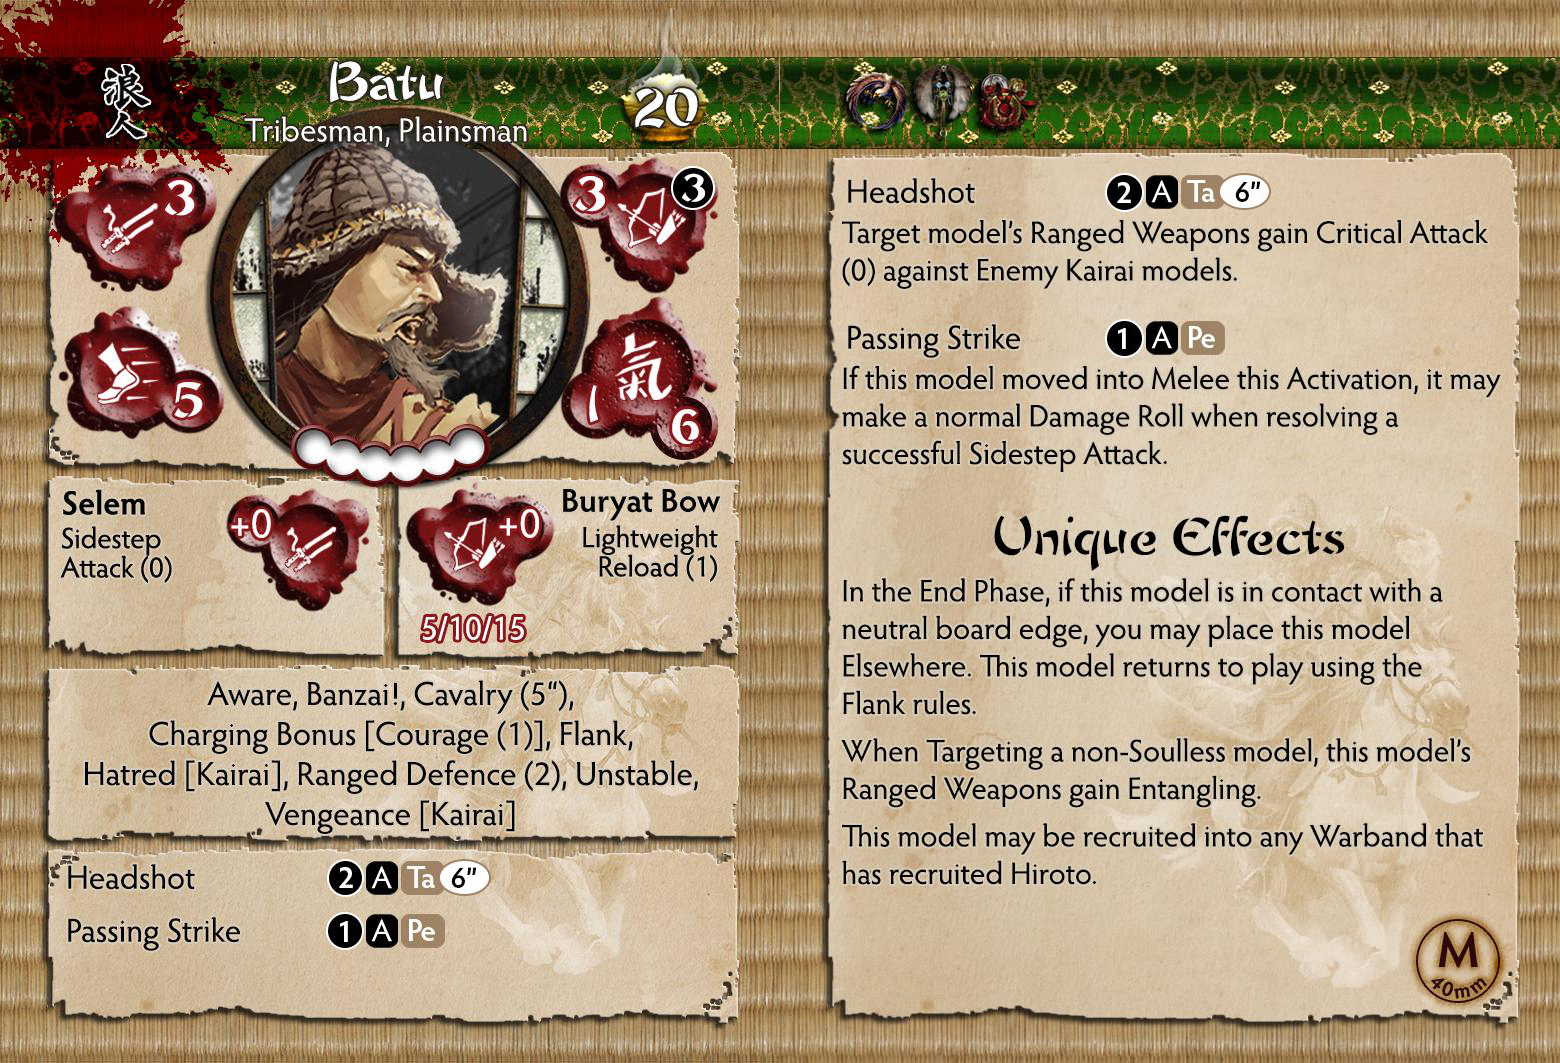 浪人
Batu
20
Tribesman, Plainsman
3
3
3
5
氣
1
6
Selem
+0
Sidestep
Attack (0)
+0
Buryat Bow
Lightweight
Reload (1)
5/10/15
Aware, Banzai!, Cavalry (5"),
Charging Bonus [Courage (1)], Flank,
Hatred [Kairai], Ranged Defence (2), Unstable,
Vengeance [Kairai]
Headshot 2 A Ta 6"
Passing Strike 1 A Pe
Headshot 2 A Ta 6"
Target model's Ranged Weapons gain Critical Attack
(0) against Enemy Kairai models.
Passing Strike 1 A Pe
If this model moved into Melee this Activation, it may
make a normal Damage Roll when resolving a
successful Sidestep Attack.
Unique Effects
In the End Phase, if this model is in contact with a
neutral board edge, you may place this model
Elsewhere. This model returns to play using the
Flank rules.
When Targeting a non-Soulless model, this model's
Ranged Weapons gain Entangling.
This model may be recruited into any Warband that
has recruited Hiroto.
M
40mm